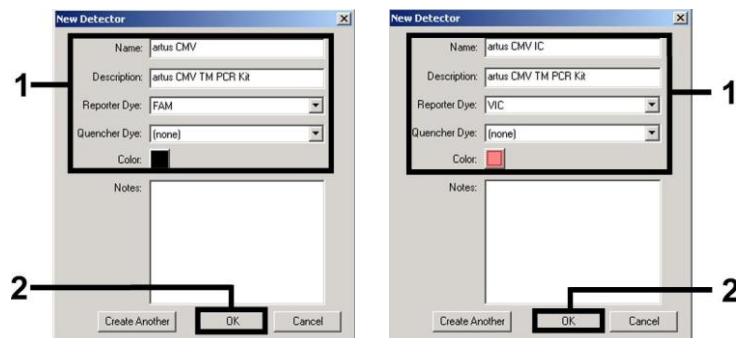 New Detector
Name: artus CMV
Description: artus CMV TM PCR Kit
Reporter Dye: FAM
Quencher Dye: (none)
Color:
Notes:
Create Another OK Cancel
1
2
New Detector
Name: artus CMV IC
Description: artus CMV TM PCR Kit
Reporter Dye: VIC
Quencher Dye: (none)
Color:
Notes:
Create Another OK Cancel
1
2